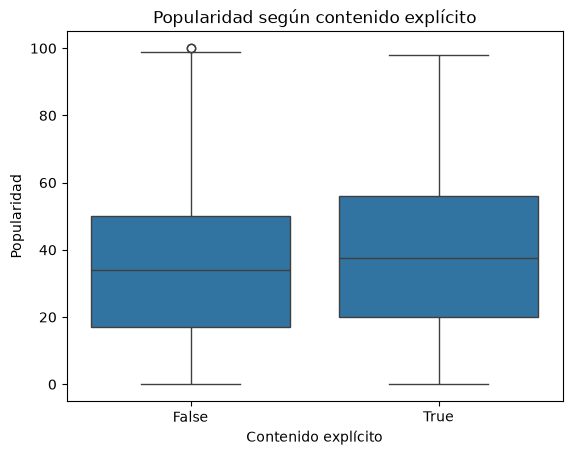 Popularidad según contenido explícito
100
80
60
40
20
0
Popularidad
False
True
Contenido explícito